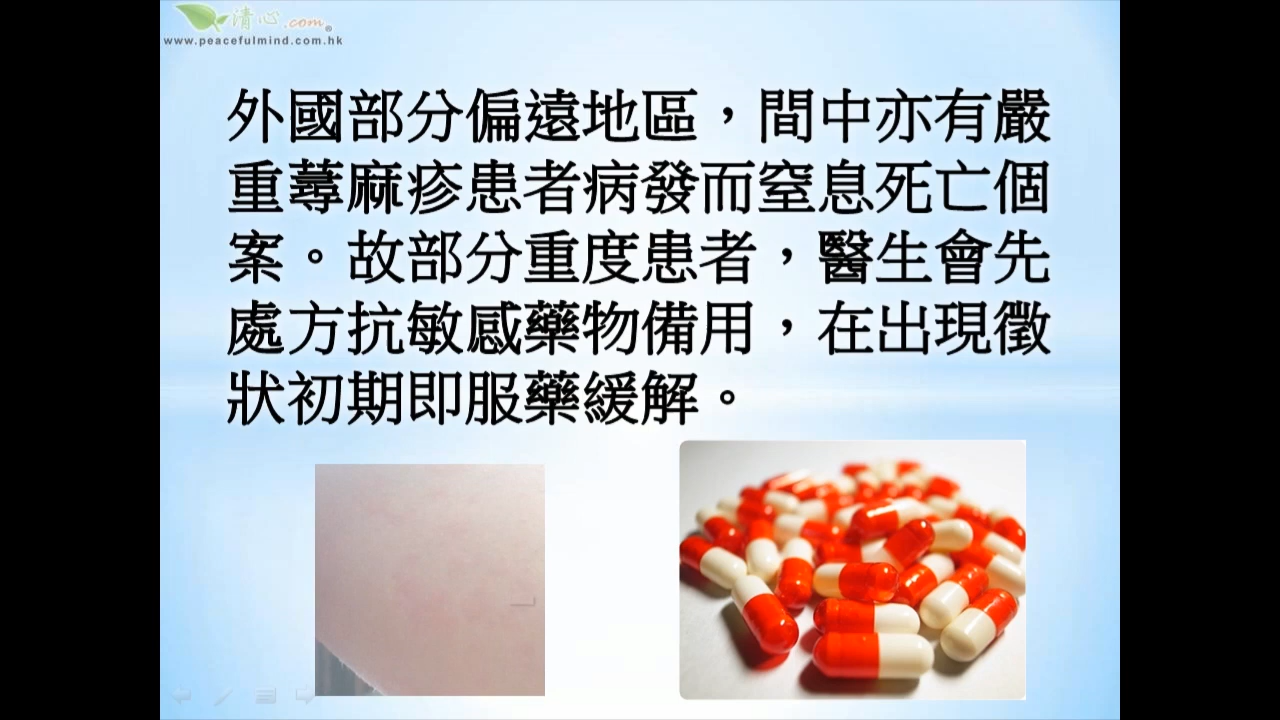 清心.com®
www.peacefulmind.com.hk
外國部分偏遠地區，間中亦有嚴
重蕁麻疹患者病發而窒息死亡個
案。故部分重度患者，醫生會先
處方抗敏感藥物備用，在出現徵
狀初期即服藥緩解。